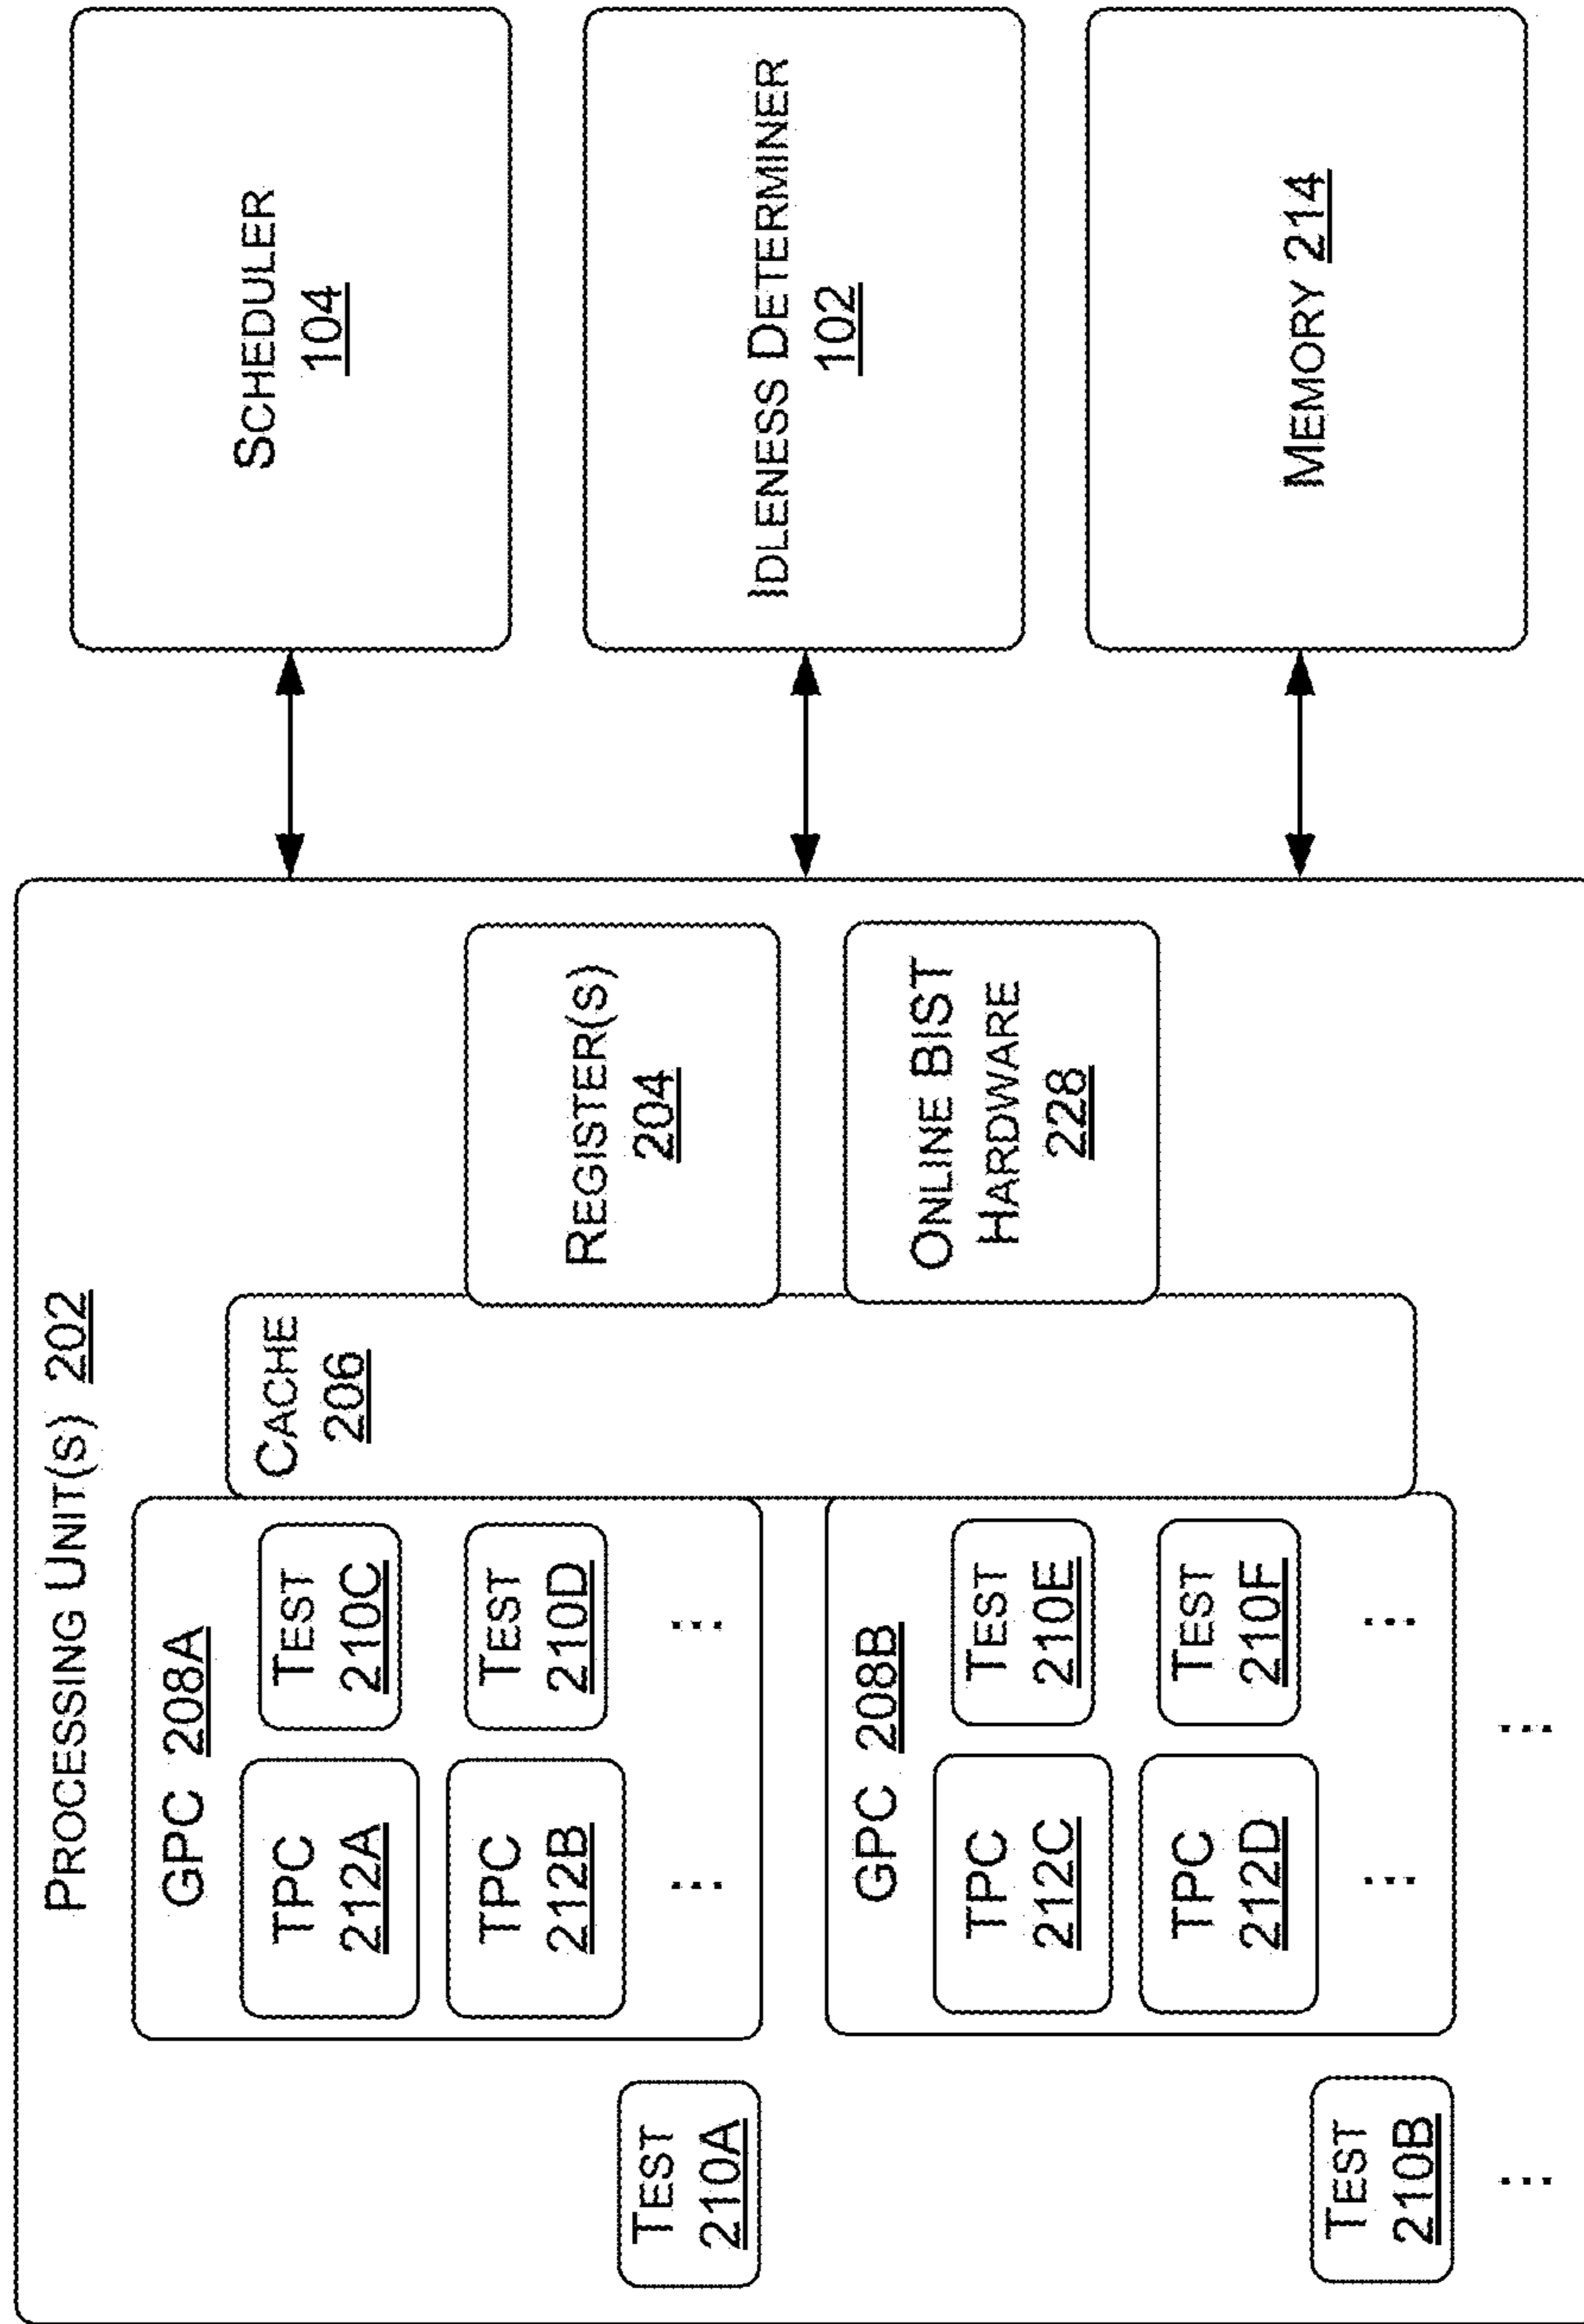 PROCESSING UNIT(S) 202
GPC 208A
TPC
212A
TEST
210C
TPC
212B
TEST
210D
...
...
TEST
210A
GPC 208B
TPC
212C
TEST
210E
TPC
212D
TEST
210F
...
...
TEST
210B
...
...
CACHE
206
REGISTER(S)
204
ONLINE BIST
HARDWARE
228
SCHEDULER
104
IDLENESS DETERMINER
102
MEMORY 214